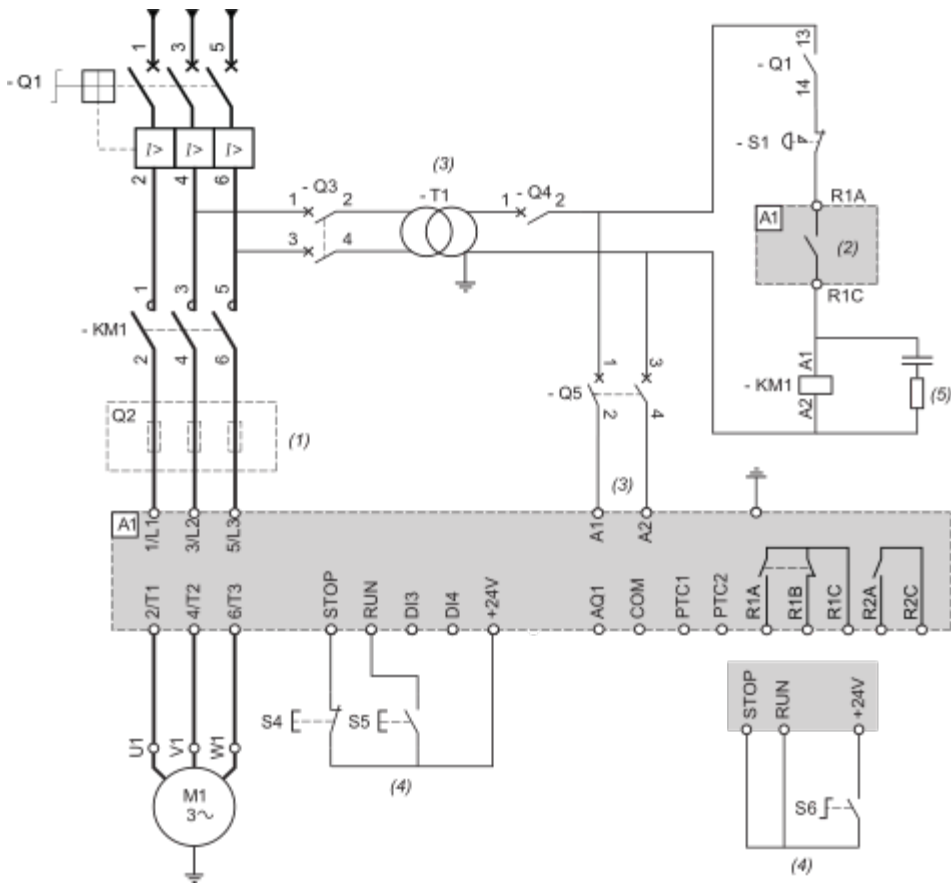 1 3 5
- Q1
I> I> I>
2 4 6
(3)
1 - Q3 2
3 4
- T1
1 - Q4 2
13
- Q1
14
- S1
R1A
A1
(2)
R1C
1 3 5
- KM1
2 4 6
A1
- KM1
A2
(5)
1 3
- Q5
2 4
Q2
(1)
(3)
A1
1/L1 3/L2 5/L3
A1 A2
2/T1 4/T2 6/T3
STOP RUN DI3 DI4 +24V
AQ1 COM PTC1 PTC2 R1A R1B R1C R2A R2C
S4
S5
(4)
U1 V1 W1
M1
3~
STOP RUN +24V
S6
(4)